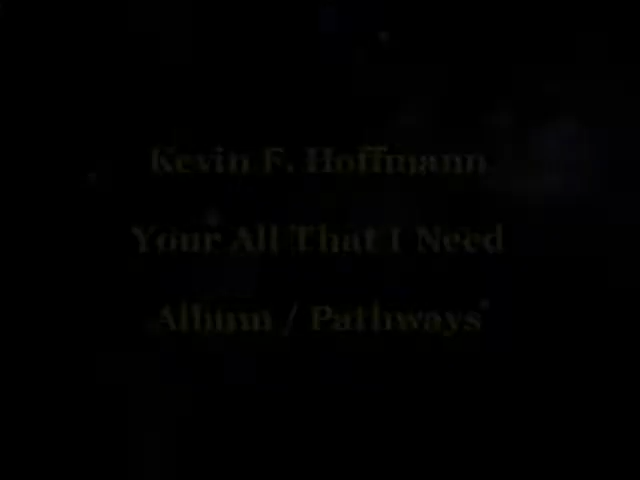 Kevin F. Hoffmann
Your All That I Need
Album / Pathways